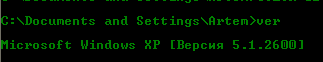 C:\Documents and Settings\Artem>ver
Microsoft Windows XP [Версия 5.1.2600]